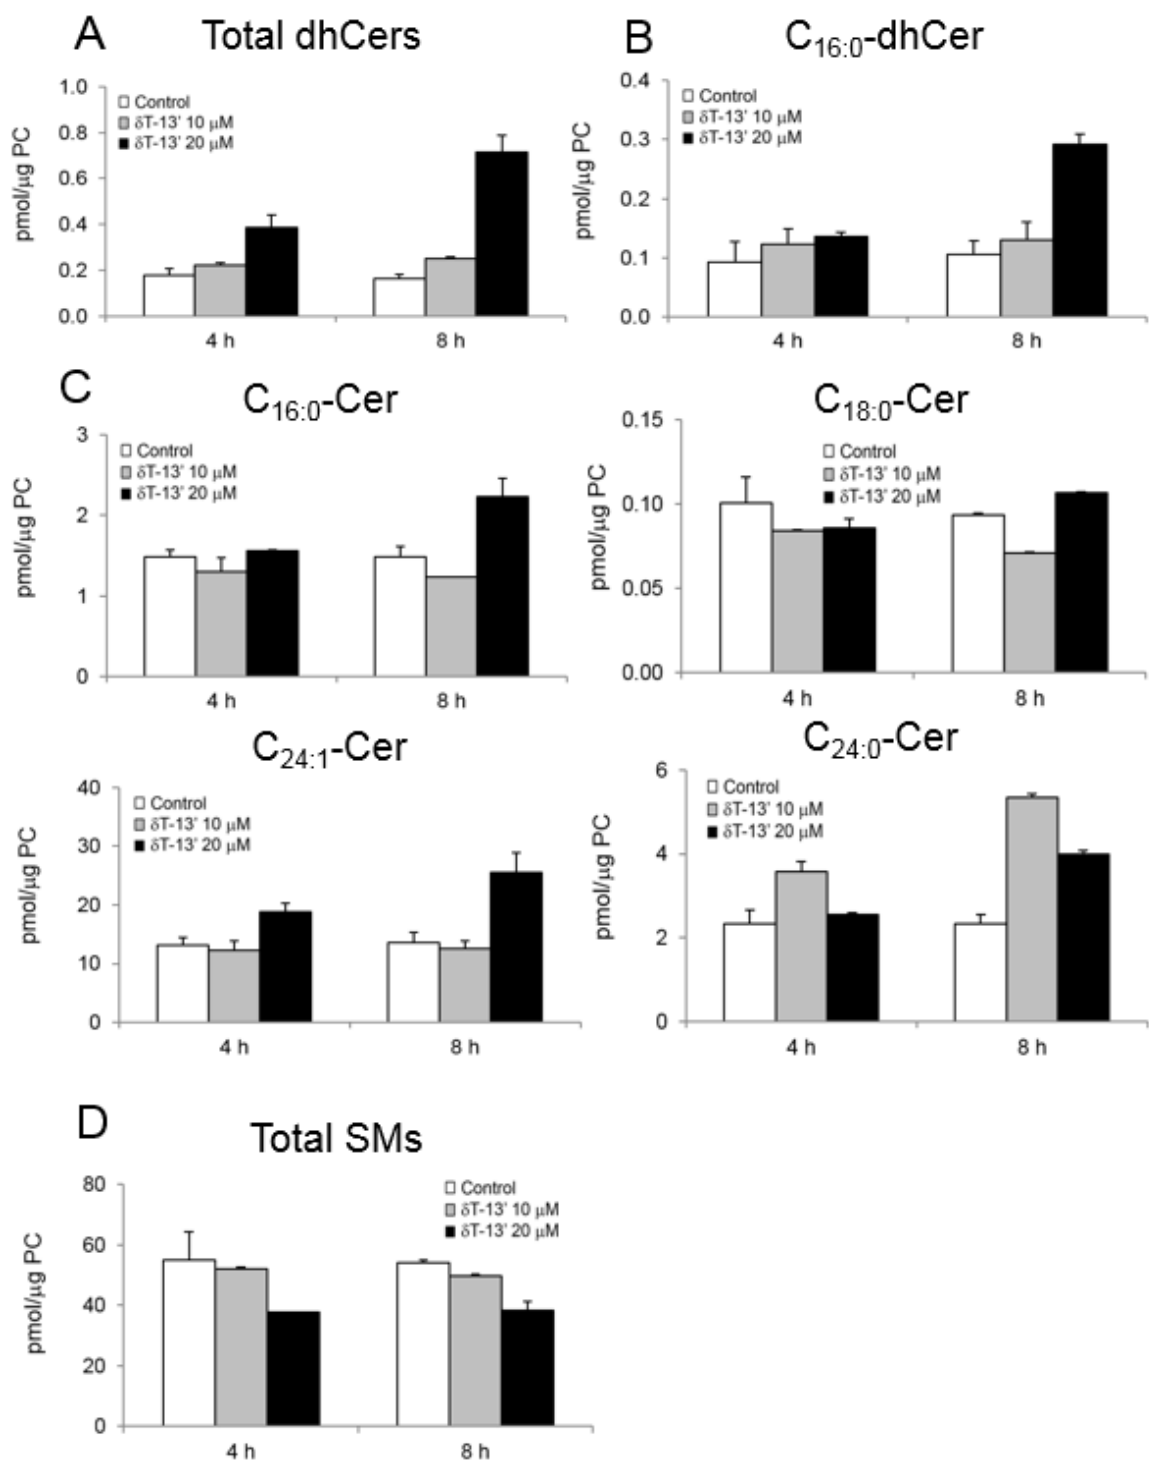 A Total dhCers
1.0
0.8
0.6
0.4
0.2
0.0
pmol/μg PC
Control
δT-13' 10 μM
δT-13' 20 μM
4 h 8 h
B C16:0-dhCer
0.4
0.3
0.2
0.1
0.0
pmol/μg PC
Control
δT-13' 10 μM
δT-13' 20 μM
4 h 8 h
C C16:0-Cer
3
2
1
0
pmol/μg PC
Control
δT-13' 10 μM
δT-13' 20 μM
4 h 8 h
C18:0-Cer
0.15
0.10
0.05
0.00
pmol/μg PC
Control
δT-13' 10 μM
δT-13' 20 μM
4 h 8 h
C24:1-Cer
40
30
20
10
0
pmol/μg PC
Control
δT-13' 10 μM
δT-13' 20 μM
4 h 8 h
C24:0-Cer
6
4
2
0
pmol/μg PC
Control
δT-13' 10 μM
δT-13' 20 μM
4 h 8 h
D Total SMs
80
60
40
20
0
pmol/μg PC
Control
δT-13' 10 μM
δT-13' 20 μM
4 h 8 h